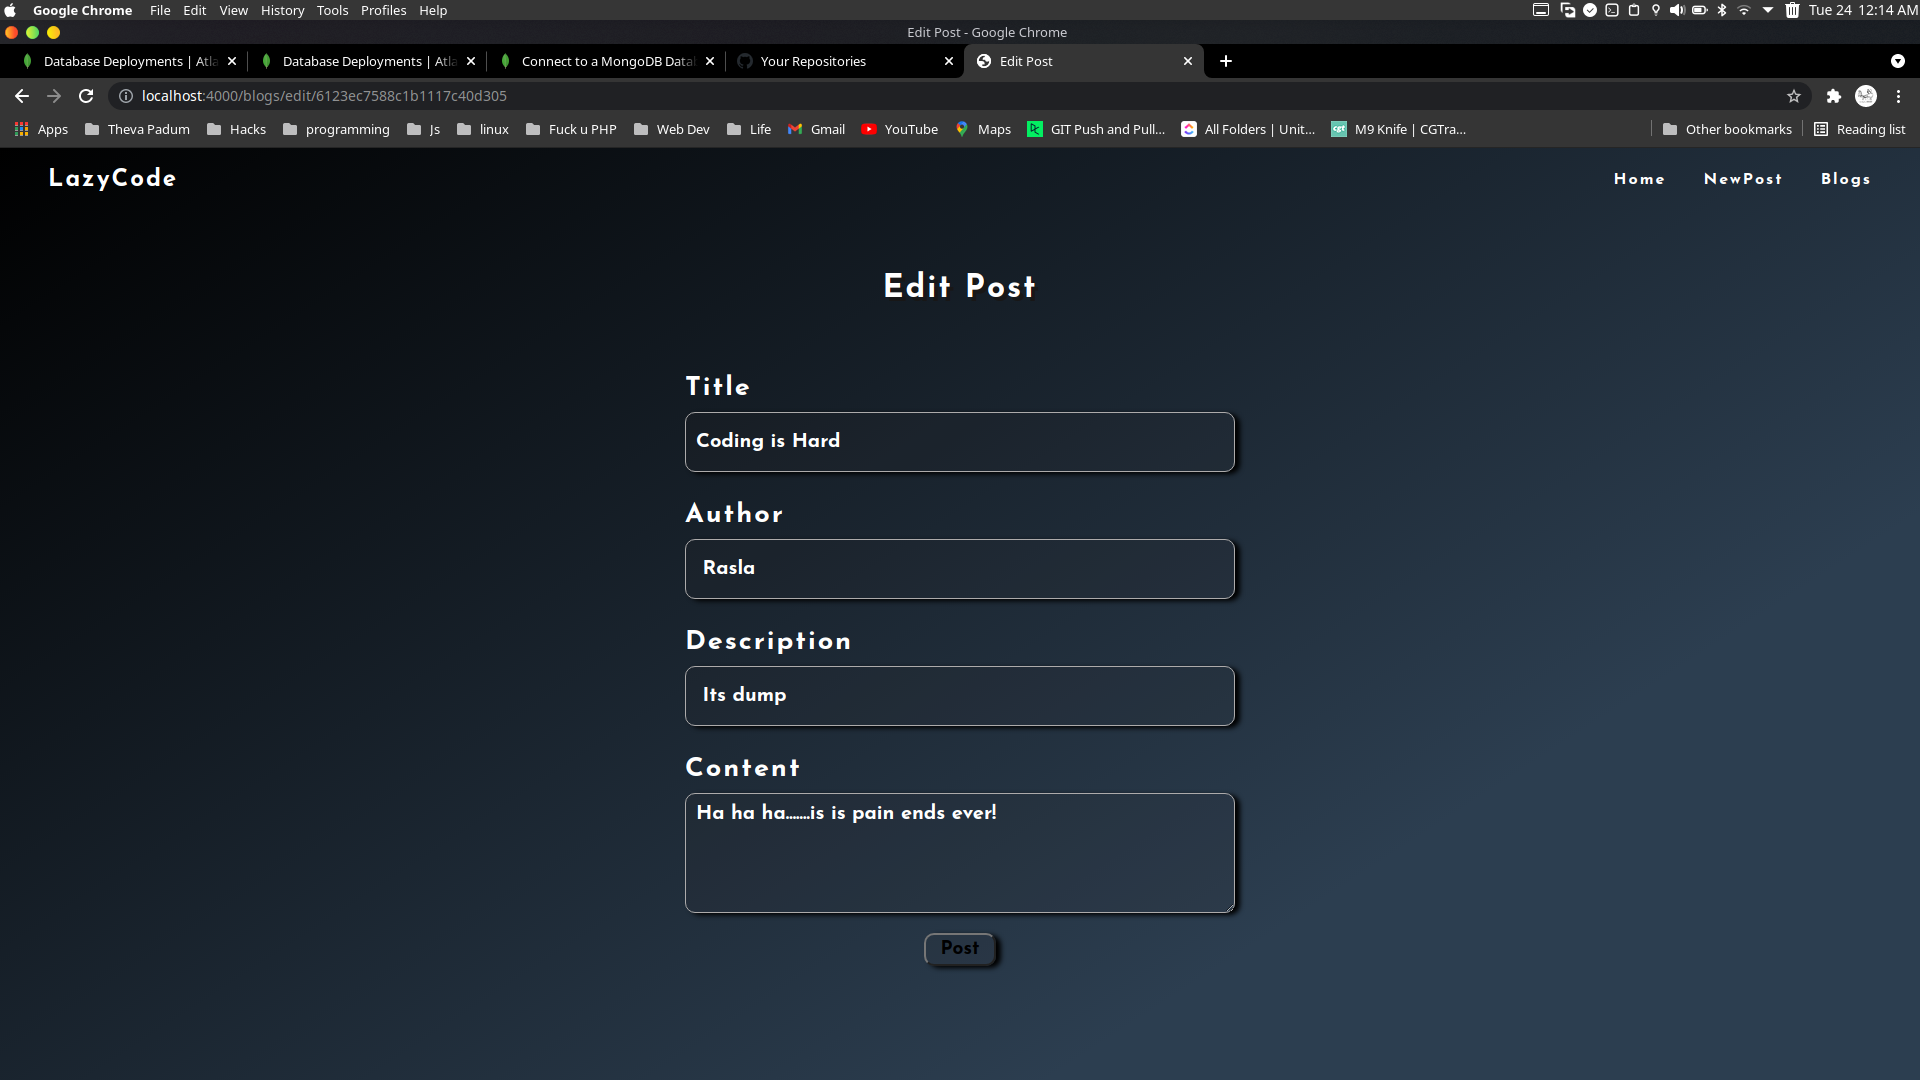 Google Chrome File Edit View History Tools Profiles Help Tue 24 12:14 AM
Edit Post - Google Chrome
Database Deployments | Atla Database Deployments | Atla Connect to a MongoDB Datal Your Repositories Edit Post
localhost:4000/blogs/edit/6123ec7588c1b1117c40d305
Apps Theva Padum Hacks programming Js linux Fuck u PHP Web Dev Life Gmail YouTube Maps GIT Push and Pull... All Folders | Unit... cgt M9 Knife | CGTra... Other bookmarks Reading list
LazyCode Home NewPost Blogs
Edit Post
Title
Coding is Hard
Author
Rasla
Description
Its dump
Content
Ha ha ha.......is is pain ends ever!
Post